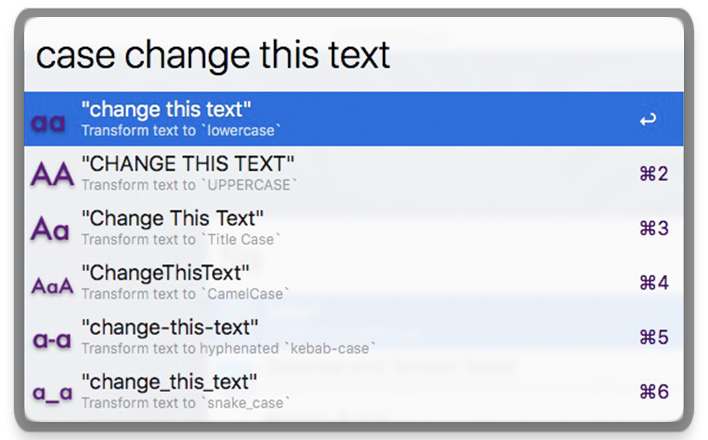 case change this text
aa "change this text"
Transform text to `lowercase` ↩
AA "CHANGE THIS TEXT"
Transform text to `UPPERCASE` ⌘2
Aa "Change This Text"
Transform text to `Title Case` ⌘3
AaA "ChangeThisText"
Transform text to `CamelCase` ⌘4
a-a "change-this-text"
Transform text to hyphenated `kebab-case` ⌘5
a_a "change_this_text"
Transform text to `snake_case` ⌘6